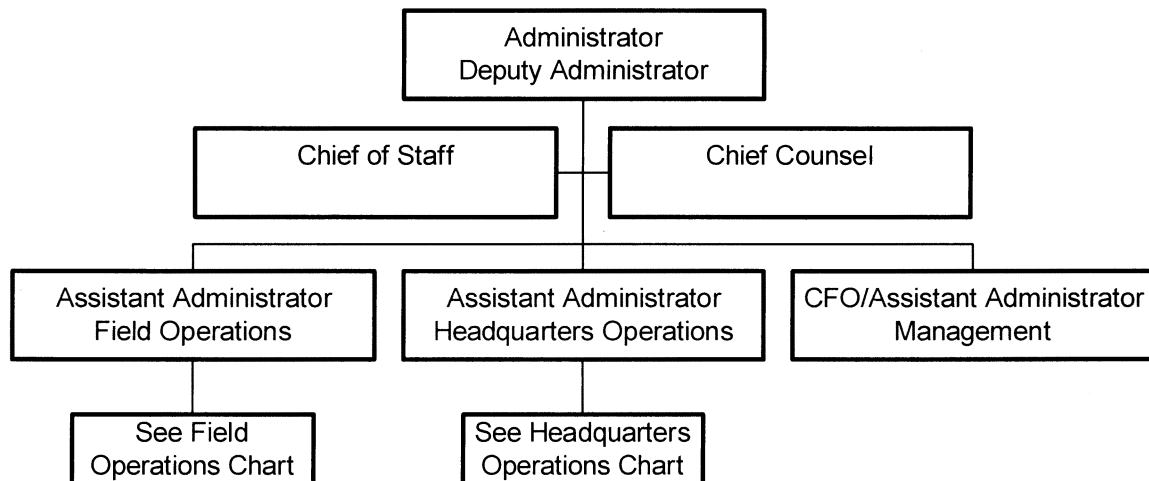 Administrator
Deputy Administrator
Chief of Staff
Chief Counsel
Assistant Administrator
Field Operations
Assistant Administrator
Headquarters Operations
CFO/Assistant Administrator
Management
See Field
Operations Chart
See Headquarters
Operations Chart